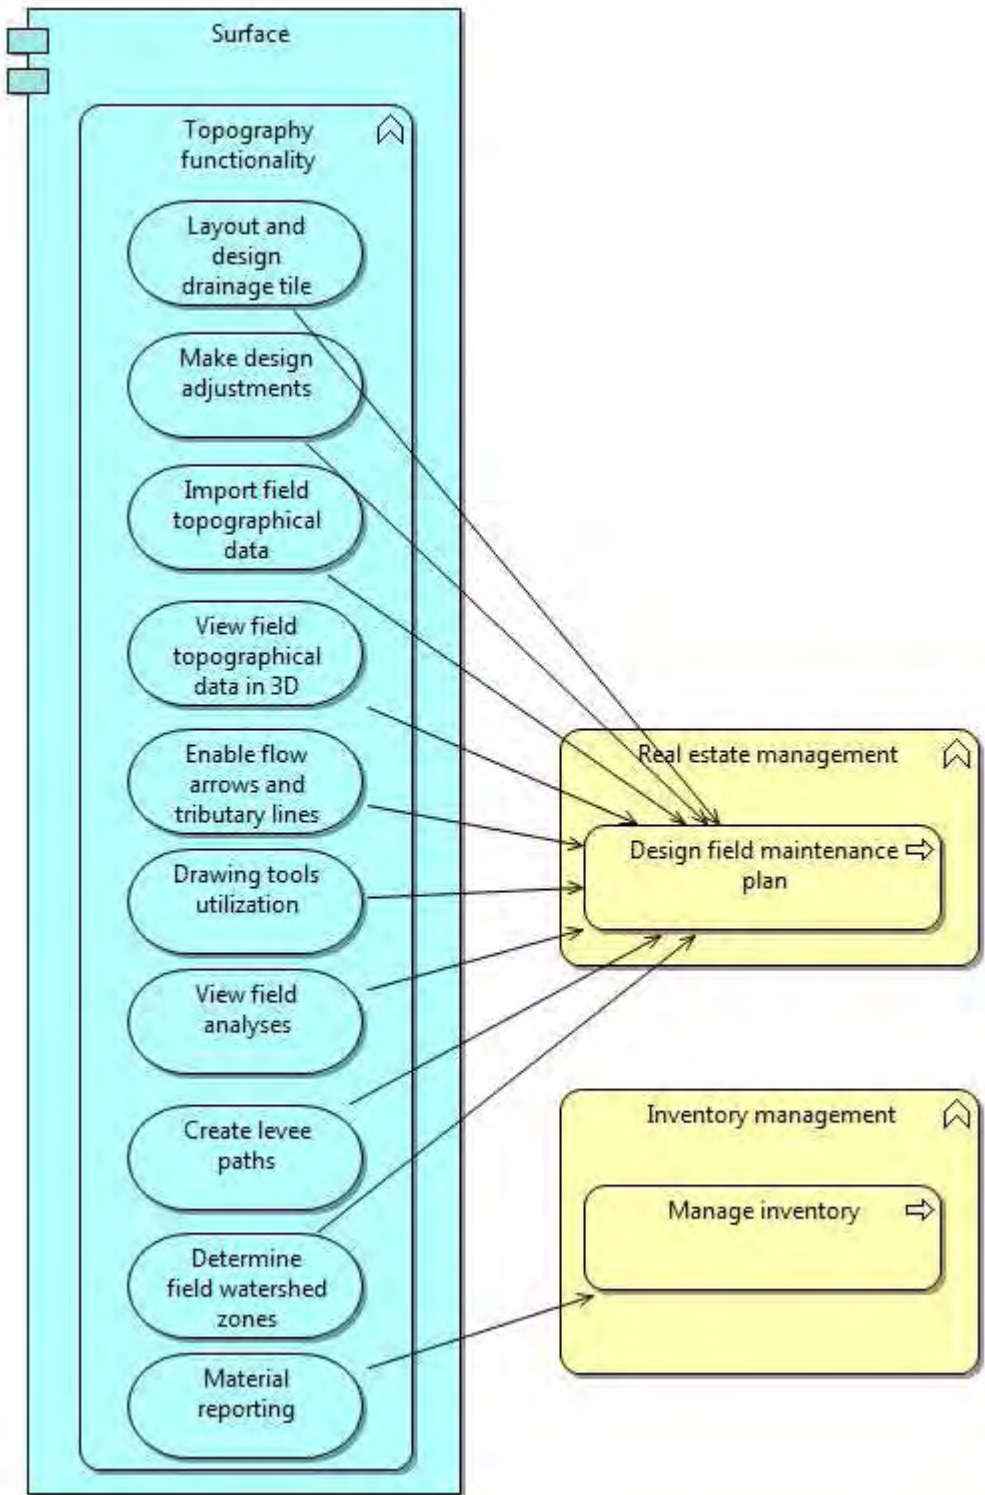 Surface
Topography
functionality
Layout and
design
drainage tile
Make design
adjustments
Import field
topographical
data
View field
topographical
data in 3D
Enable flow
arrows and
tributary lines
Drawing tools
utilization
View field
analyses
Create levee
paths
Determine
field watershed
zones
Material
reporting
Real estate management
Design field maintenance
plan
Inventory management
Manage inventory